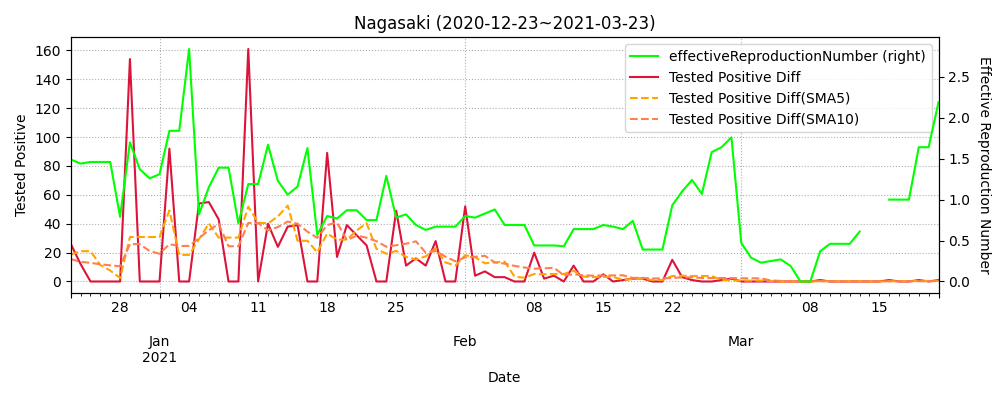 Nagasaki (2020-12-23~2021-03-23)
effectiveReproductionNumber (right)
Tested Positive Diff
Tested Positive Diff(SMA5)
Tested Positive Diff(SMA10)
Tested Positive
160
140
120
100
80
60
40
20
0
Effective Reproduction Number
2.5
2.0
1.5
1.0
0.5
0.0
28 04 11 18 25 08 15 22 08 15
Jan Feb Mar
2021
Date